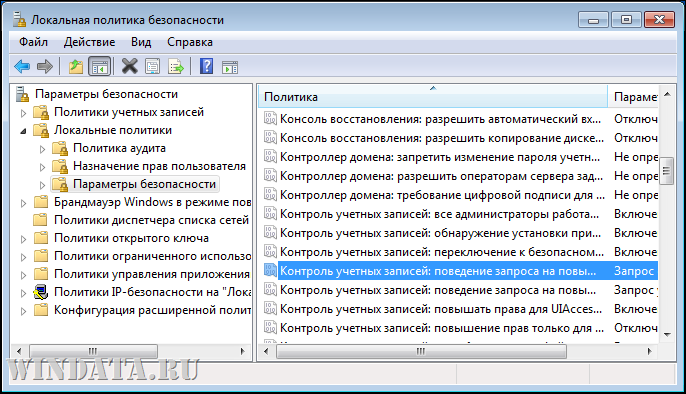 Локальная политика безопасности
Файл Действие Вид Справка
Параметры безопасности
Политики учетных записей
Локальные политики
Политика аудита
Назначение прав пользователя
Параметры безопасности
Брандмауэр Windows в режиме пов
Политики диспетчера списка сетей
Политики открытого ключа
Политики ограниченного использо
Политики управления приложения
Политики IP-безопасности на "Лока
Конфигурация расширенной полит
Политика Парамет
Консоль восстановления: разрешить автоматический вх... Отключ
Консоль восстановления: разрешить копирование диске... Отключ
Контроллер домена: запретить изменение пароля учетн... Не опре
Контроллер домена: разрешить операторам сервера зад... Не опре
Контроллер домена: требование цифровой подписи для ... Не опре
Контроль учетных записей: все администраторы работа... Включе
Контроль учетных записей: обнаружение установки при... Включе
Контроль учетных записей: переключение к безопасном... Включе
Контроль учетных записей: поведение запроса на повы... Запрос
Контроль учетных записей: поведение запроса на повы... Запрос
Контроль учетных записей: повышать права для UIAcces... Включе
Контроль учетных записей: повышение прав только для ... Отключ
WINDATA.RU